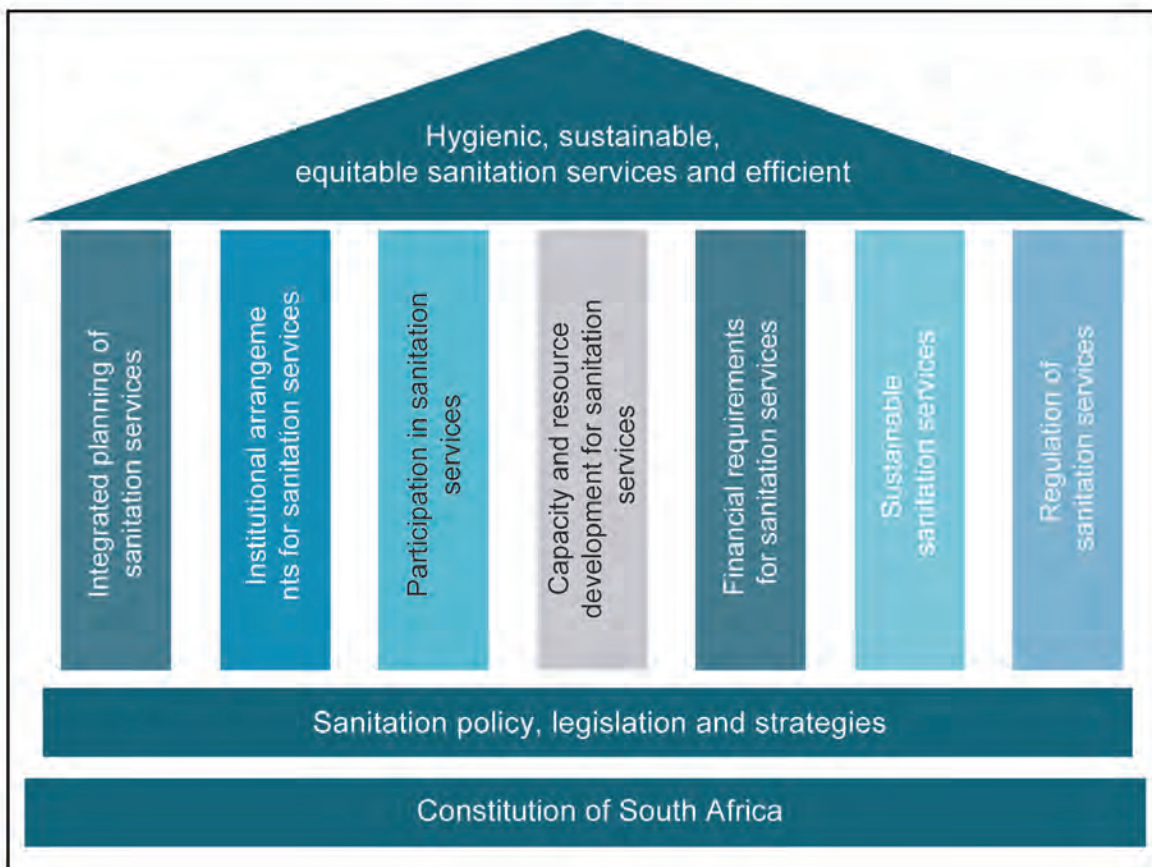 Hygienic, sustainable,
equitable sanitation services and efficient
Integrated planning of
sanitation services
Institutional arrangeme
nts for sanitation services
Participation in sanitation
services
Capacity and resource
development for sanitation
services
Financial requirements
for sanitation services
Sustainable
sanitation services
Regulation of
sanitation services
Sanitation policy, legislation and strategies
Constitution of South Africa